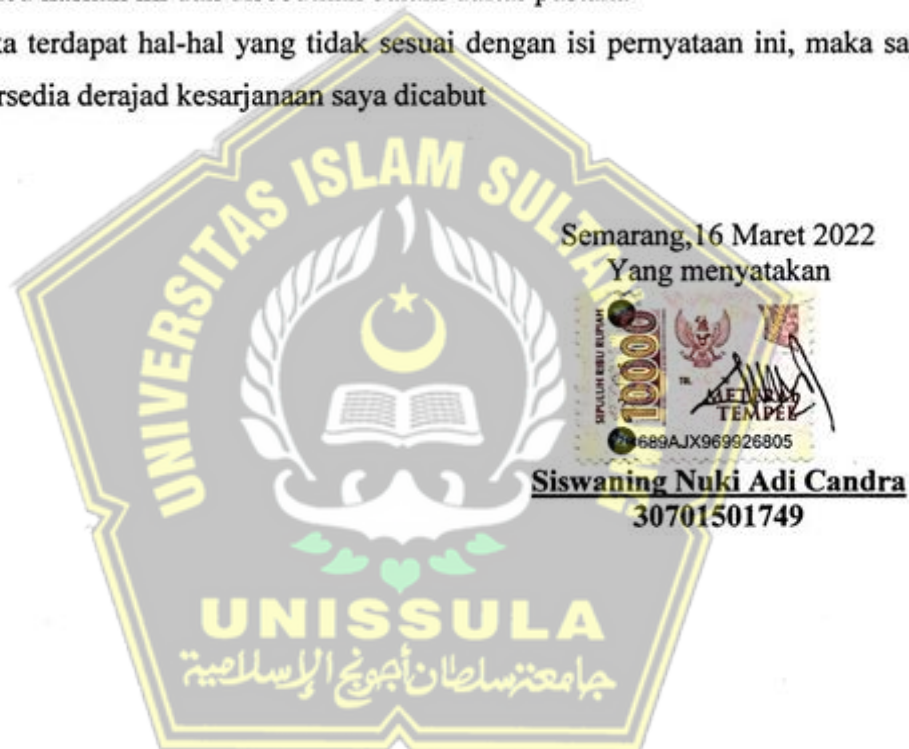 ka terdapat hal-hal yang tidak sesuai dengan isi pernyataan ini, maka sa
rsedia derajad kesarjanaan saya dicabut
UNIVERSITAS ISLAM SULTAN
Semarang,16 Maret 2022
Yang menyatakan
SEPULUH RIBU RUPIAH
10000
TGL
METERAI
TEMPEL
689AJX969926805
Siswaning Nuki Adi Candra
30701501749
UNISSULA
جامعة سلطان أجونج الإسلامية